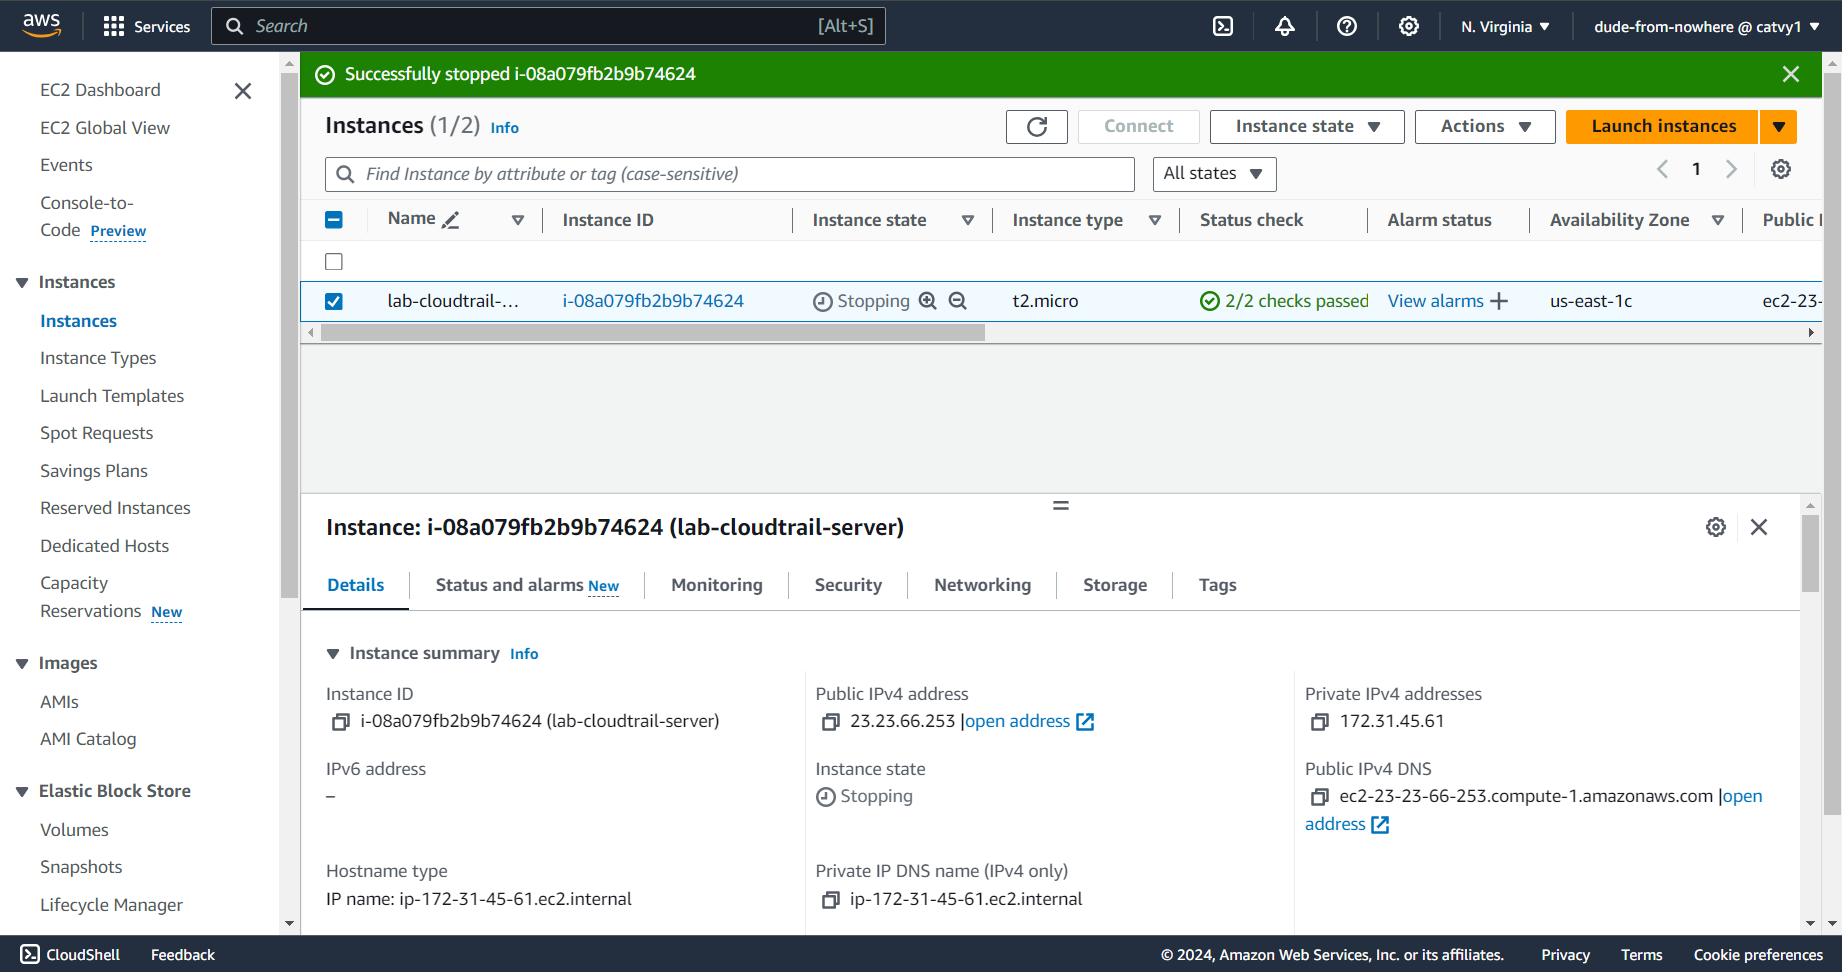 aws
Services
Search
[Alt+S]
N. Virginia
dude-from-nowhere @ catvy1
EC2 Dashboard
EC2 Global View
Events
Console-to-
Code Preview
Instances
Instances
Instance Types
Launch Templates
Spot Requests
Savings Plans
Reserved Instances
Dedicated Hosts
Capacity
Reservations New
Images
AMIs
AMI Catalog
Elastic Block Store
Volumes
Snapshots
Lifecycle Manager
Successfully stopped i-08a079fb2b9b74624
Instances (1/2) Info
Connect
Instance state
Actions
Launch instances
Find Instance by attribute or tag (case-sensitive)
All states
1
Name
Instance ID
Instance state
Instance type
Status check
Alarm status
Availability Zone
Public I
lab-cloudtrail-...
i-08a079fb2b9b74624
Stopping
t2.micro
2/2 checks passed
View alarms
us-east-1c
ec2-23-
Instance: i-08a079fb2b9b74624 (lab-cloudtrail-server)
Details
Status and alarms New
Monitoring
Security
Networking
Storage
Tags
Instance summary Info
Instance ID
i-08a079fb2b9b74624 (lab-cloudtrail-server)
Public IPv4 address
23.23.66.253 |open address
Private IPv4 addresses
172.31.45.61
IPv6 address
–
Instance state
Stopping
Public IPv4 DNS
ec2-23-23-66-253.compute-1.amazonaws.com |open
address
Hostname type
IP name: ip-172-31-45-61.ec2.internal
Private IP DNS name (IPv4 only)
ip-172-31-45-61.ec2.internal
CloudShell
Feedback
© 2024, Amazon Web Services, Inc. or its affiliates.
Privacy
Terms
Cookie preferences